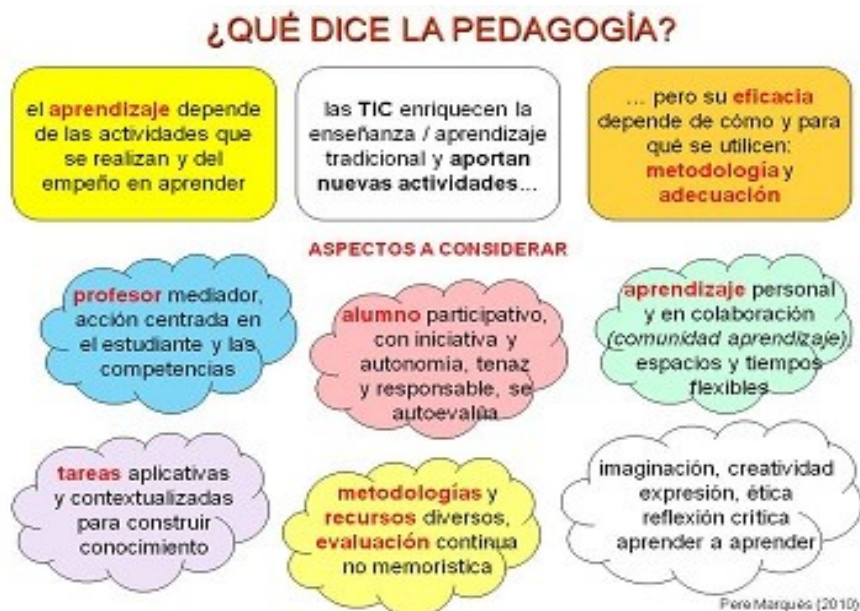 ¿QUÉ DICE LA PEDAGOGÍA?
el aprendizaje depende
de las actividades que
se realizan y del
empeño en aprender
las TIC enriquecen la
enseñanza / aprendizaje
tradicional y aportan
nuevas actividades...
... pero su eficacia
depende de cómo y para
qué se utilicen:
metodología y
adecuación
ASPECTOS A CONSIDERAR
profesor mediador,
acción centrada en
el estudiante y las
competencias
alumno participativo,
con iniciativa y
autonomía, tenaz
y responsable, se
autoevalúa
aprendizaje personal
y en colaboración
(comunidad aprendizaje)
espacios y tiempos
flexibles
tareas aplicativas
y contextualizadas
para construir
conocimiento
metodologías y
recursos diversos,
evaluación continua
no memorística
imaginación, creatividad
expresión, ética
reflexión crítica
aprender a aprender
Pere Marquès (2010)